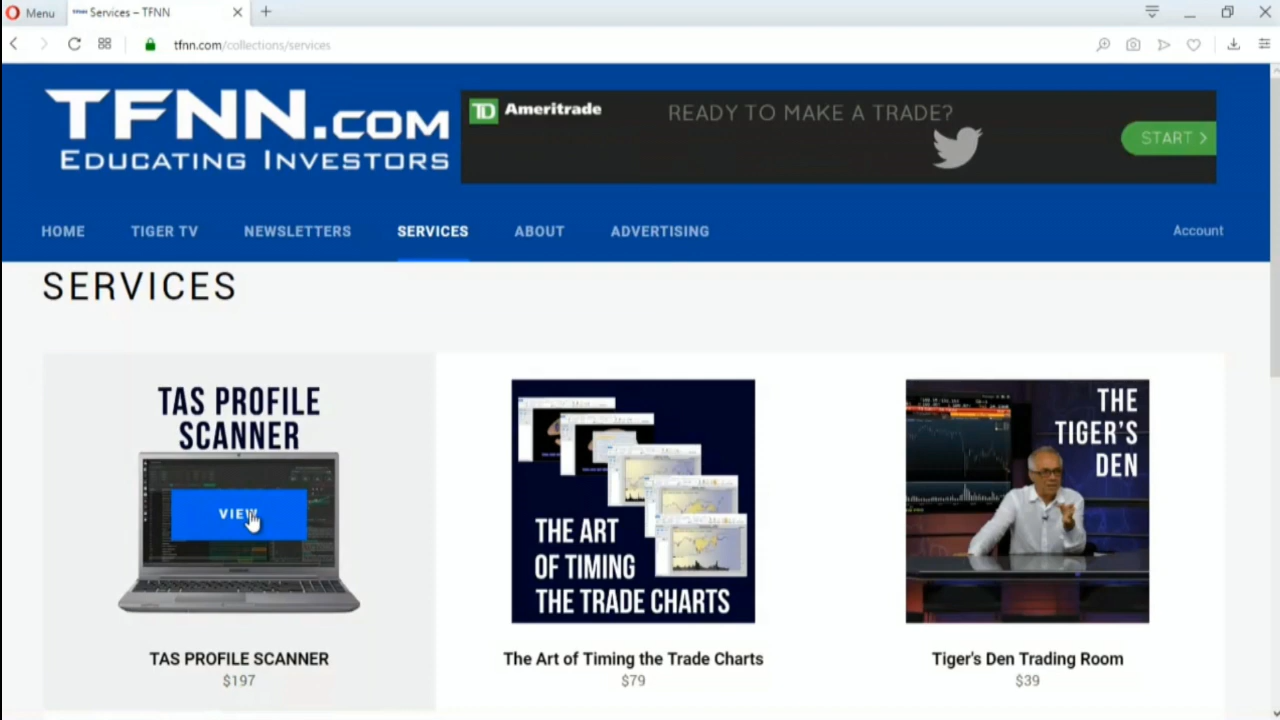 Menu
Services – TFNN
tfnn.com/collections/services
TFNN.COM
EDUCATING INVESTORS
TD Ameritrade
READY TO MAKE A TRADE?
START >
HOME
TIGER TV
NEWSLETTERS
SERVICES
ABOUT
ADVERTISING
Account
SERVICES
TAS PROFILE
SCANNER
VIEW
TAS PROFILE SCANNER
$197
THE ART
OF TIMING
THE TRADE CHARTS
The Art of Timing the Trade Charts
$79
THE
TIGER'S
DEN
Tiger's Den Trading Room
$39